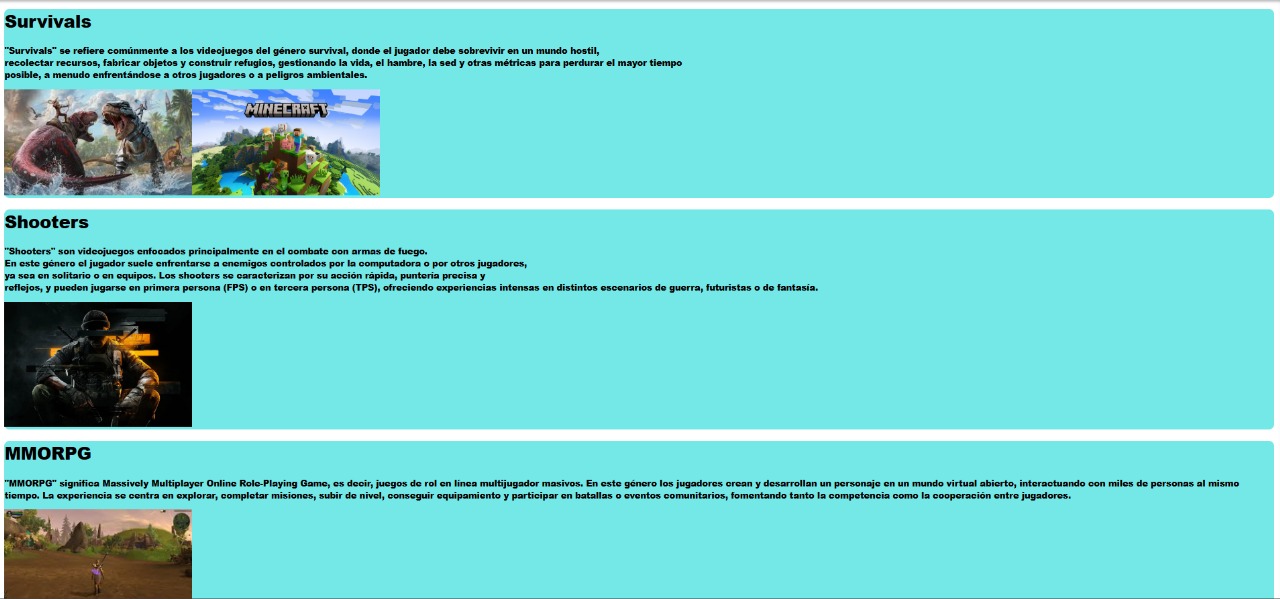 Survivals
"Survivals" se refiere comúnmente a los videojuegos del género survival, donde el jugador debe sobrevivir en un mundo hostil,
recolectar recursos, fabricar objetos y construir refugios, gestionando la vida, el hambre, la sed y otras métricas para perdurar el mayor tiempo
posible, a menudo enfrentándose a otros jugadores o a peligros ambientales.
MINECRAFT
Shooters
"Shooters" son videojuegos enfocados principalmente en el combate con armas de fuego.
En este género el jugador suele enfrentarse a enemigos controlados por la computadora o por otros jugadores,
ya sea en solitario o en equipos. Los shooters se caracterizan por su acción rápida, puntería precisa y
reflejos, y pueden jugarse en primera persona (FPS) o en tercera persona (TPS), ofreciendo experiencias intensas en distintos escenarios de guerra, futuristas o de fantasía.
MMORPG
"MMORPG" significa Massively Multiplayer Online Role-Playing Game, es decir, juegos de rol en línea multijugador masivos. En este género los jugadores crean y desarrollan un personaje en un mundo virtual abierto, interactuando con miles de personas al mismo
tiempo. La experiencia se centra en explorar, completar misiones, subir de nivel, conseguir equipamiento y participar en batallas o eventos comunitarios, fomentando tanto la competencia como la cooperación entre jugadores.